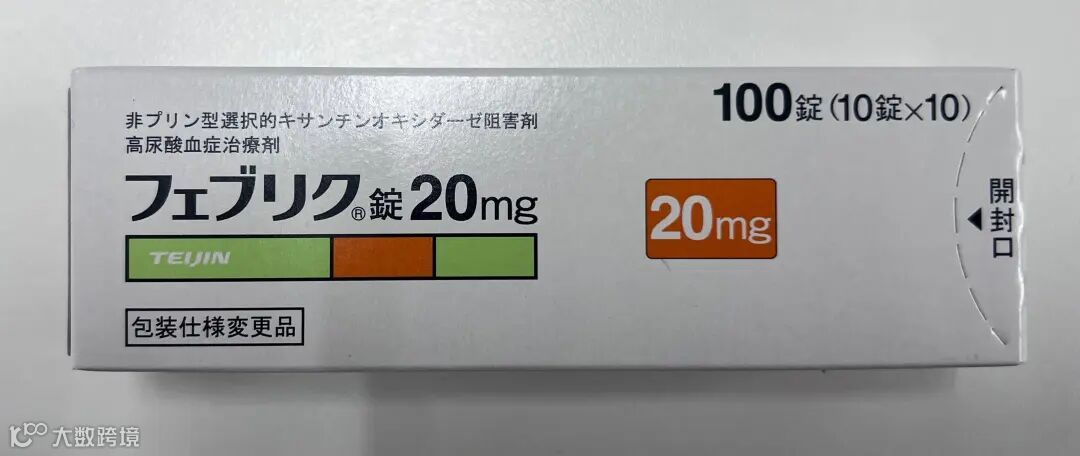 非プリン型選択的キサンチンオキシダーゼ阻害剤
高尿酸血症治療剤
フェブリク®錠20mg
TEIJIN
包装仕様変更品
100錠(10錠×10)
20mg
開封口
大数跨境